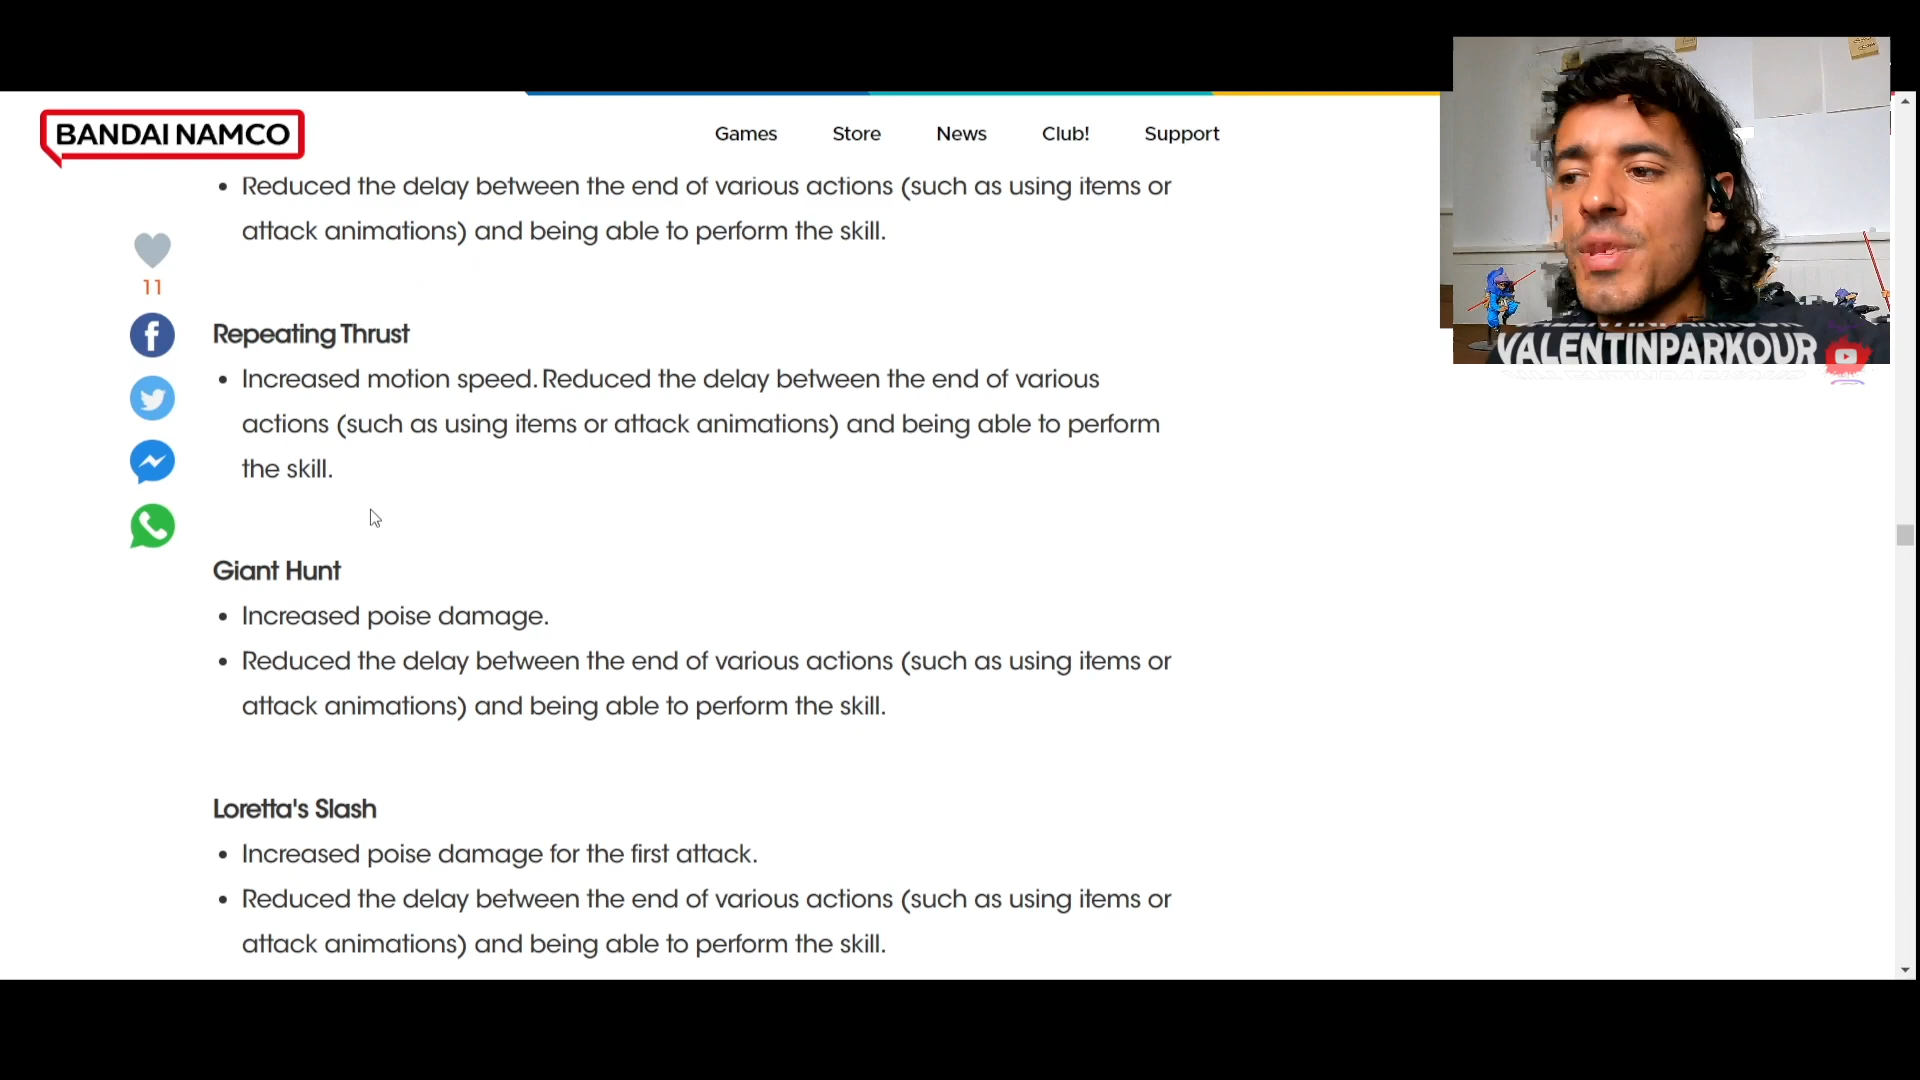 BANDAI NAMCO
Games
Store
News
Club!
Support
Reduced the delay between the end of various actions (such as using items or
attack animations) and being able to perform the skill.
11
Repeating Thrust
Increased motion speed. Reduced the delay between the end of various
actions (such as using items or attack animations) and being able to perform
the skill.
Giant Hunt
Increased poise damage.
Reduced the delay between the end of various actions (such as using items or
attack animations) and being able to perform the skill.
Loretta's Slash
Increased poise damage for the first attack.
Reduced the delay between the end of various actions (such as using items or
attack animations) and being able to perform the skill.
VALENTINPARKOUR